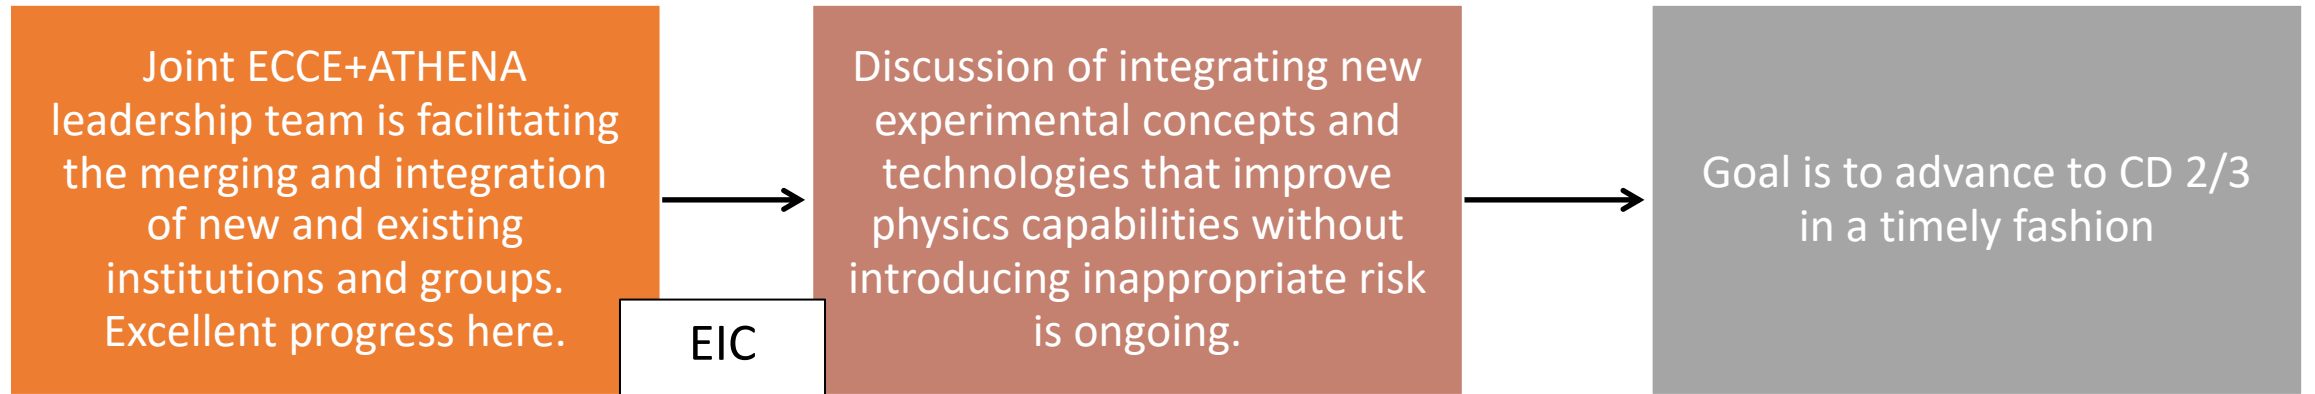 Joint ECCE+ATHENA
leadership team is facilitating
the merging and integration
of new and existing
institutions and groups.
Excellent progress here.
EIC
Discussion of integrating new
experimental concepts and
technologies that improve
physics capabilities without
introducing inappropriate risk
is ongoing.
Goal is to advance to CD 2/3
in a timely fashion